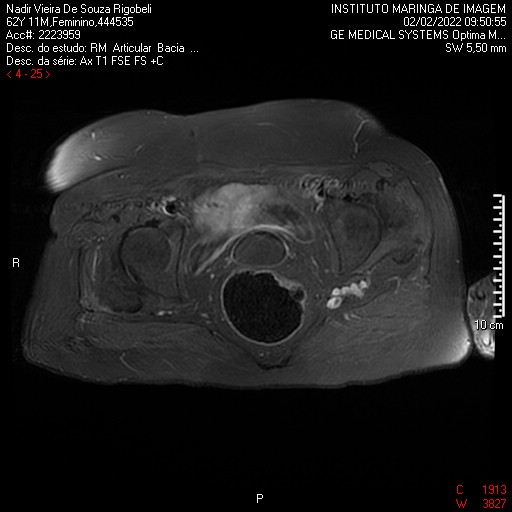 Nadir Vieira De Souza Rigobeli
62Y 11M,Feminino,444535
Acc#: 2223959
Desc. do estudo: RM Articular Bacia ...
Desc. da série: Ax T1 FSE FS +C
< 4 - 25 >
INSTITUTO MARINGA DE IMAGEM
02/02/2022 09:50:55
GE MEDICAL SYSTEMS Optima M...
SW 5,50 mm
R
10 cm
P
C 1913
W 3827